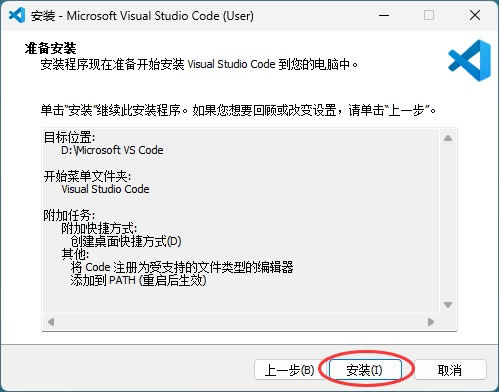 安装 - Microsoft Visual Studio Code (User)
准备安装
安装程序现在准备开始安装 Visual Studio Code 到您的电脑中。
单击“安装”继续此安装程序。如果您想要回顾或改变设置，请单击“上一步”。
目标位置:
D:\Microsoft VS Code
开始菜单文件夹:
Visual Studio Code
附加任务:
附加快捷方式:
创建桌面快捷方式(D)
其他:
将 Code 注册为受支持的文件类型的编辑器
添加到 PATH (重启后生效)
上一步(B) 安装(I) 取消